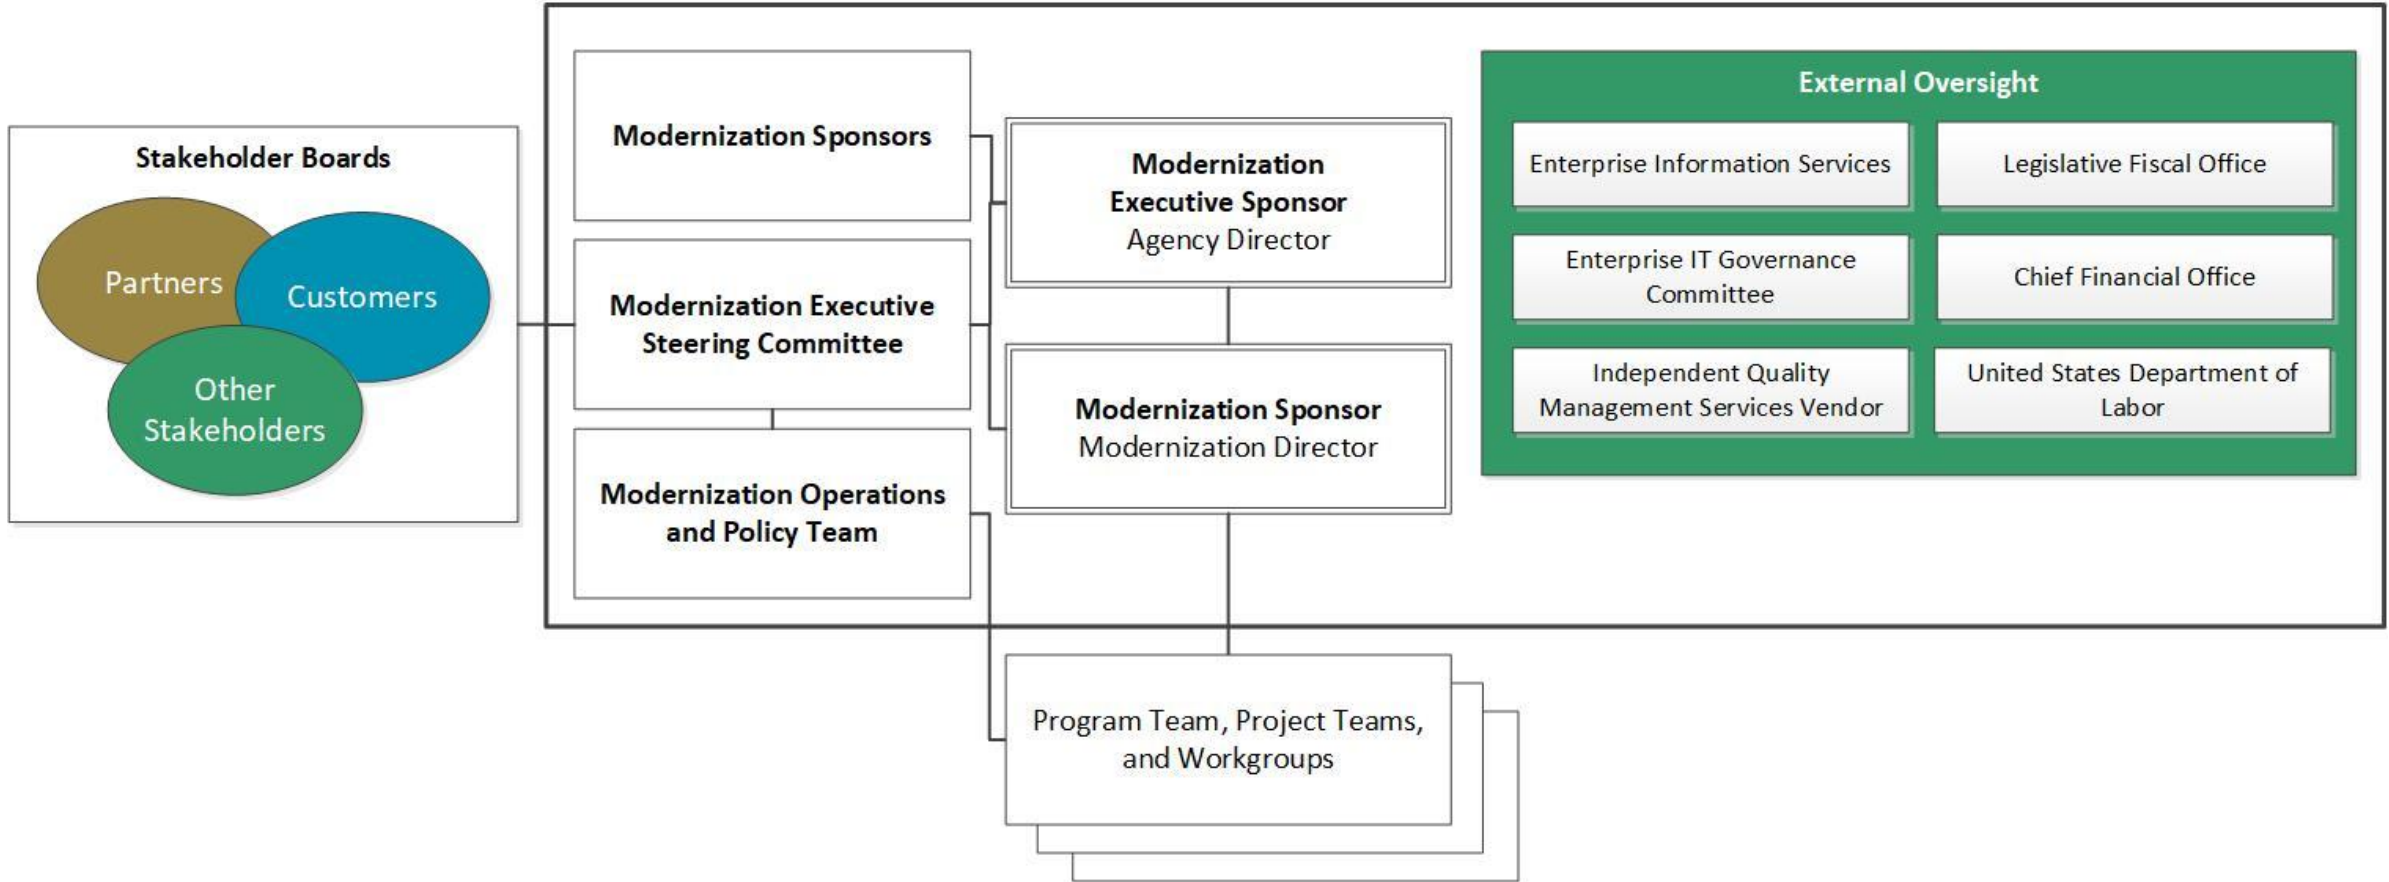 Stakeholder Boards
Partners
Customers
Other
Stakeholders
Modernization Sponsors
Modernization Executive
Steering Committee
Modernization Operations
and Policy Team
Modernization
Executive Sponsor
Agency Director
Modernization Sponsor
Modernization Director
Program Team, Project Teams,
and Workgroups
External Oversight
Enterprise Information Services
Legislative Fiscal Office
Enterprise IT Governance
Committee
Chief Financial Office
Independent Quality
Management Services Vendor
United States Department of
Labor